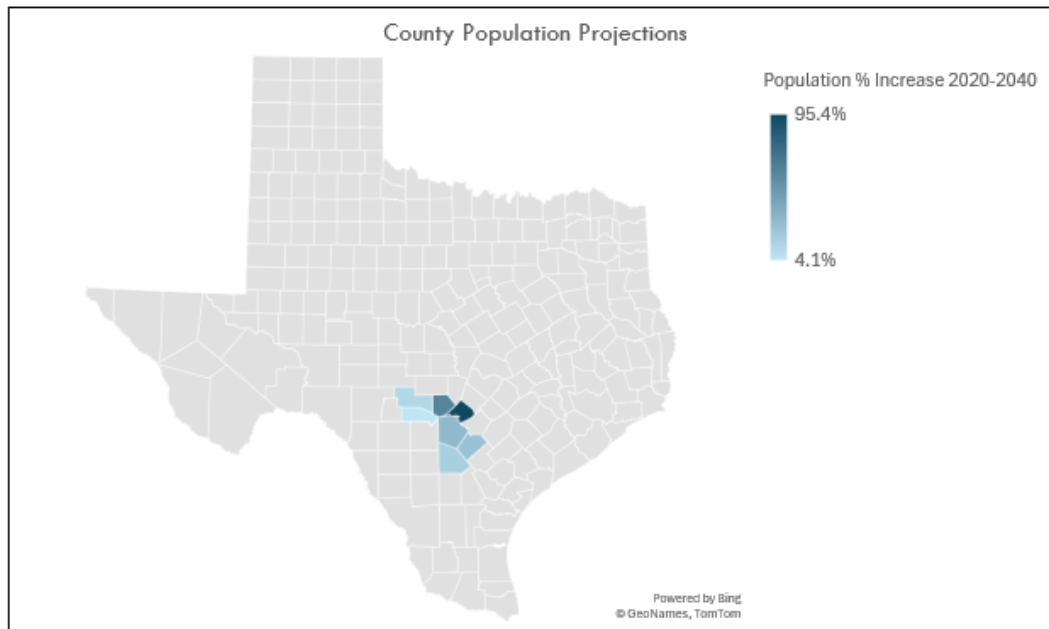 County Population Projections
Population % Increase 2020-2040
95.4%
4.1%
Powered by Bing
© GeoNames, TomTom